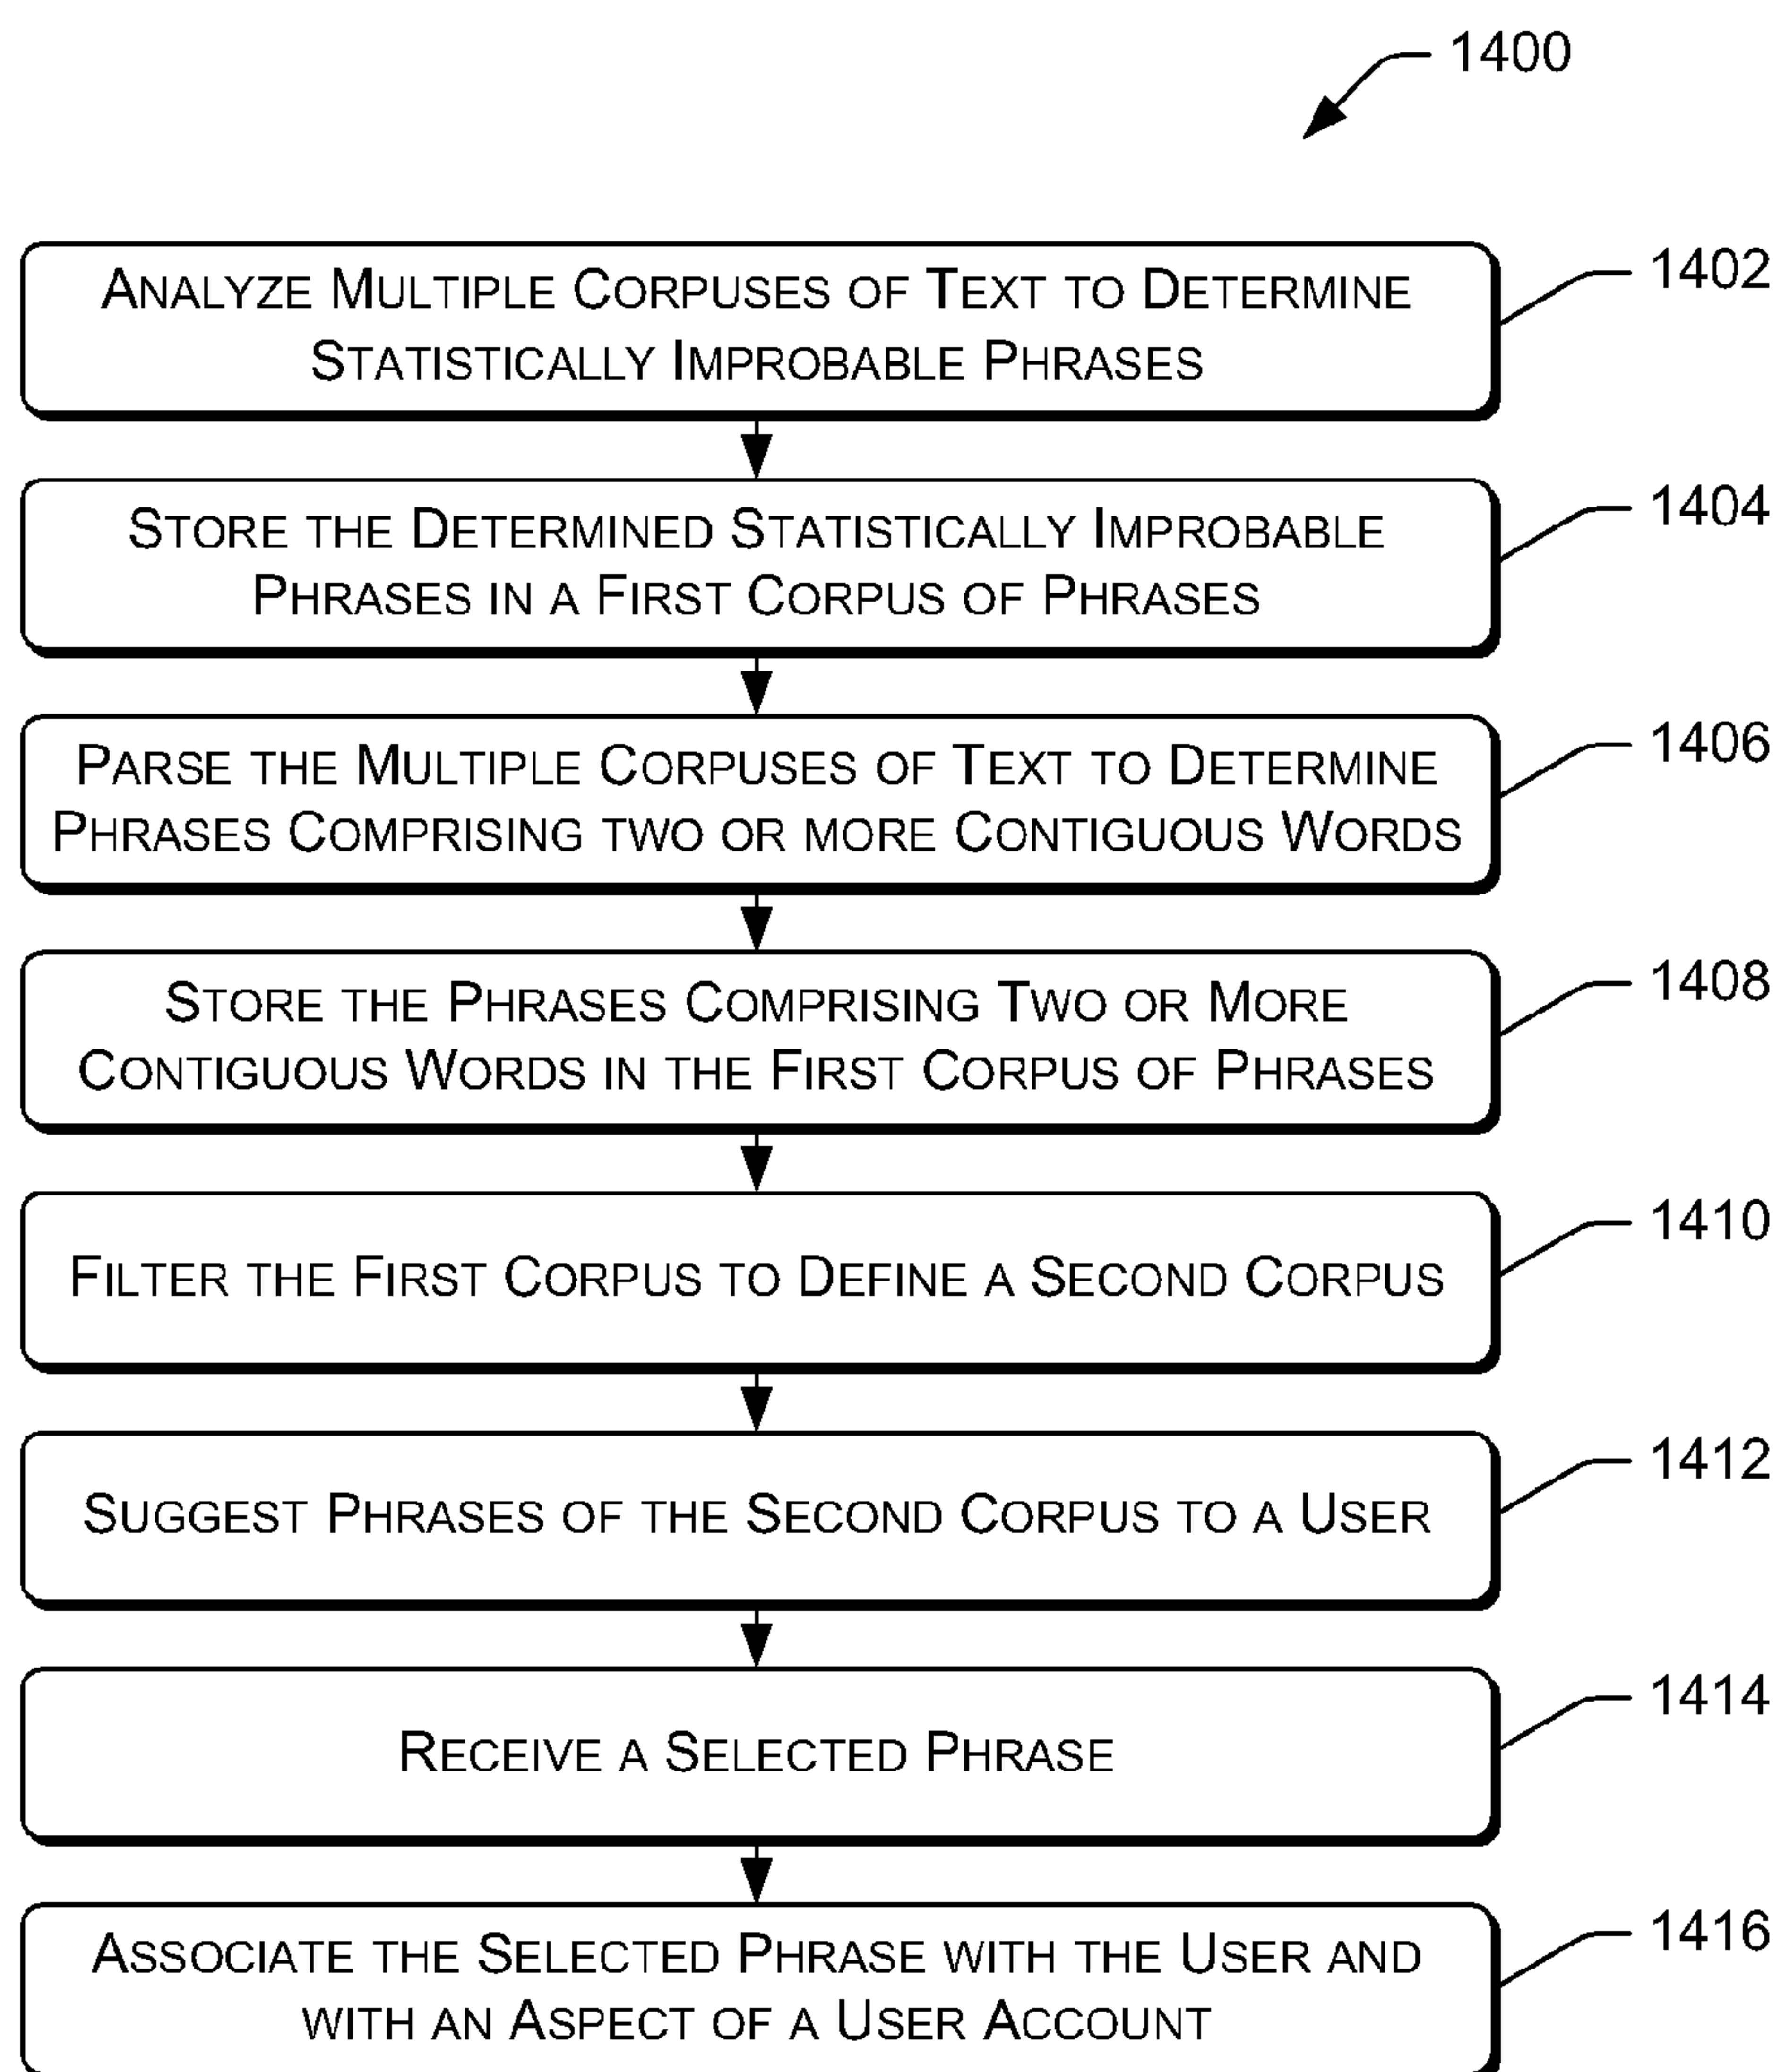 1400
ANALYZE MULTIPLE CORPUSES OF TEXT TO DETERMINE
STATISTICALLY IMPROBABLE PHRASES
1402
STORE THE DETERMINED STATISTICALLY IMPROBABLE
PHRASES IN A FIRST CORPUS OF PHRASES
1404
PARSE THE MULTIPLE CORPUSES OF TEXT TO DETERMINE
PHRASES COMPRISING TWO OR MORE CONTIGUOUS WORDS
1406
STORE THE PHRASES COMPRISING TWO OR MORE
CONTIGUOUS WORDS IN THE FIRST CORPUS OF PHRASES
1408
FILTER THE FIRST CORPUS TO DEFINE A SECOND CORPUS
1410
SUGGEST PHRASES OF THE SECOND CORPUS TO A USER
1412
RECEIVE A SELECTED PHRASE
1414
ASSOCIATE THE SELECTED PHRASE WITH THE USER AND
WITH AN ASPECT OF A USER ACCOUNT
1416